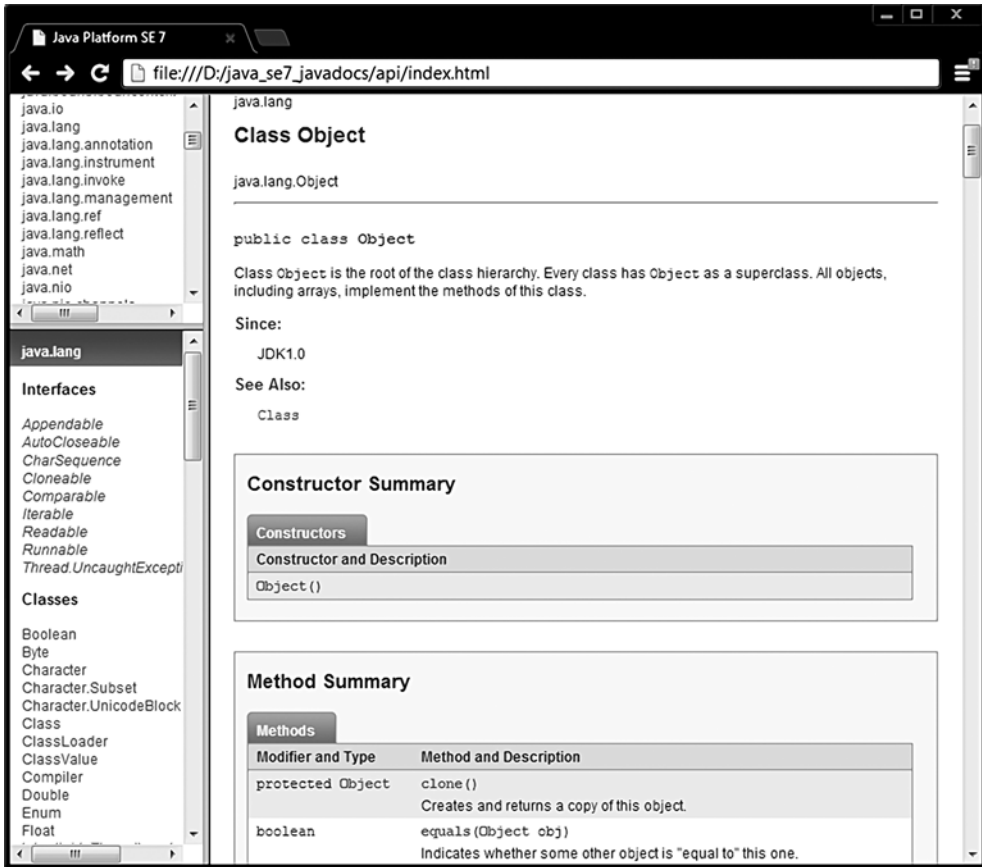 Java Platform SE 7
file:///D:/java_se7_javadocs/api/index.html
java.io
java.lang
java.lang.annotation
java.lang.instrument
java.lang.invoke
java.lang.management
java.lang.ref
java.lang.reflect
java.math
java.net
java.nio
java.lang
Interfaces
Appendable
AutoCloseable
CharSequence
Cloneable
Comparable
Iterable
Readable
Runnable
Thread.UncaughtExcepti
Classes
Boolean
Byte
Character
Character.Subset
Character.UnicodeBlock
Class
ClassLoader
ClassValue
Compiler
Double
Enum
Float
java.lang
Class Object
java.lang.Object
public class Object
Class Object is the root of the class hierarchy. Every class has Object as a superclass. All objects,
including arrays, implement the methods of this class.
Since:
JDK1.0
See Also:
Class
Constructor Summary
Constructors
Constructor and Description
Object()
Method Summary
Methods
Modifier and Type Method and Description
protected Object clone()
Creates and returns a copy of this object.
boolean equals(Object obj)
Indicates whether some other object is "equal to" this one.